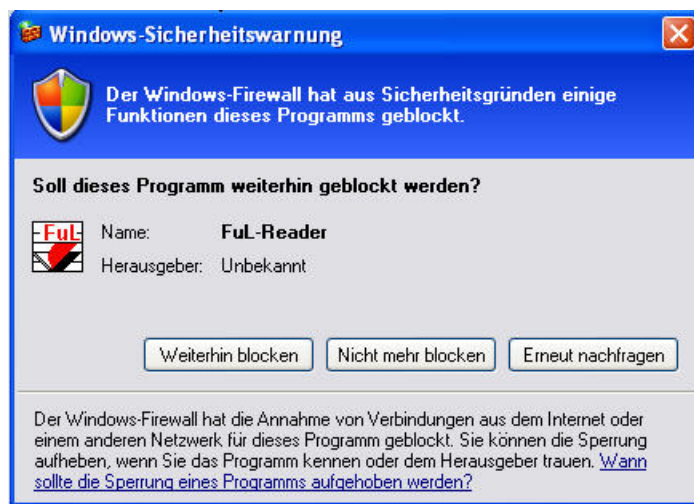 Windows-Sicherheitswarnung
Der Windows-Firewall hat aus Sicherheitsgründen einige
Funktionen dieses Programms geblockt.
Soll dieses Programm weiterhin geblockt werden?
FuL
Name: FuL-Reader
Herausgeber: Unbekannt
Weiterhin blocken Nicht mehr blocken Erneut nachfragen
Der Windows-Firewall hat die Annahme von Verbindungen aus dem Internet oder
einem anderen Netzwerk für dieses Programm geblockt. Sie können die Sperrung
aufheben, wenn Sie das Programm kennen oder dem Herausgeber trauen. Wann
sollte die Sperrung eines Programms aufgehoben werden?